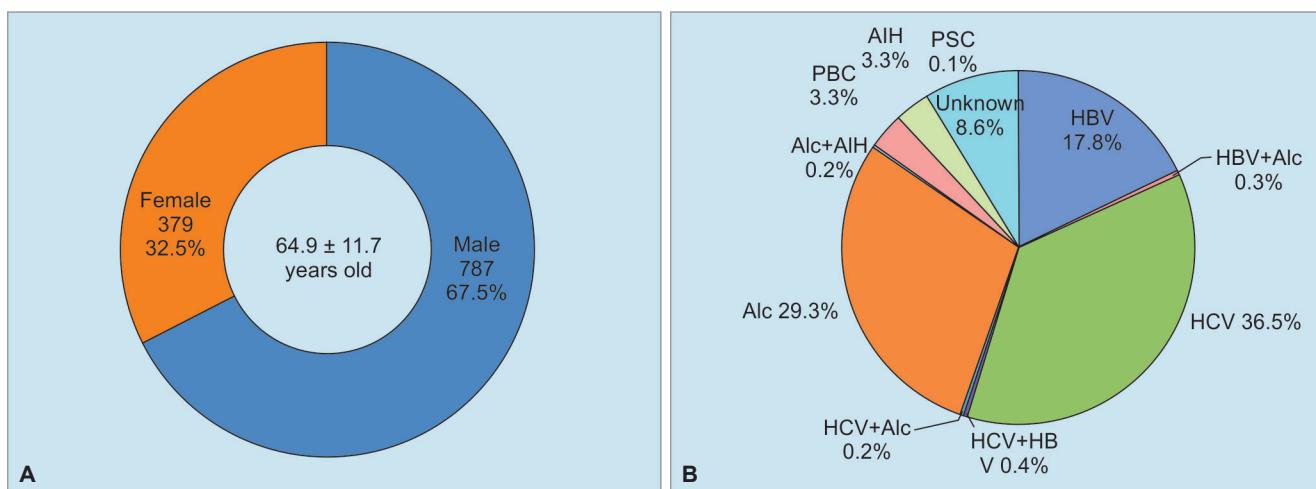 Female
379
32.5%
64.9 ± 11.7
years old
Male
787
67.5%
A
AIH
3.3%
PSC
0.1%
PBC
3.3%
Unknown
8.6%
HBV
17.8%
Alc+AIH
0.2%
HBV+Alc
0.3%
Alc 29.3%
HCV 36.5%
HCV+Alc
0.2%
HCV+HB
V 0.4%
B